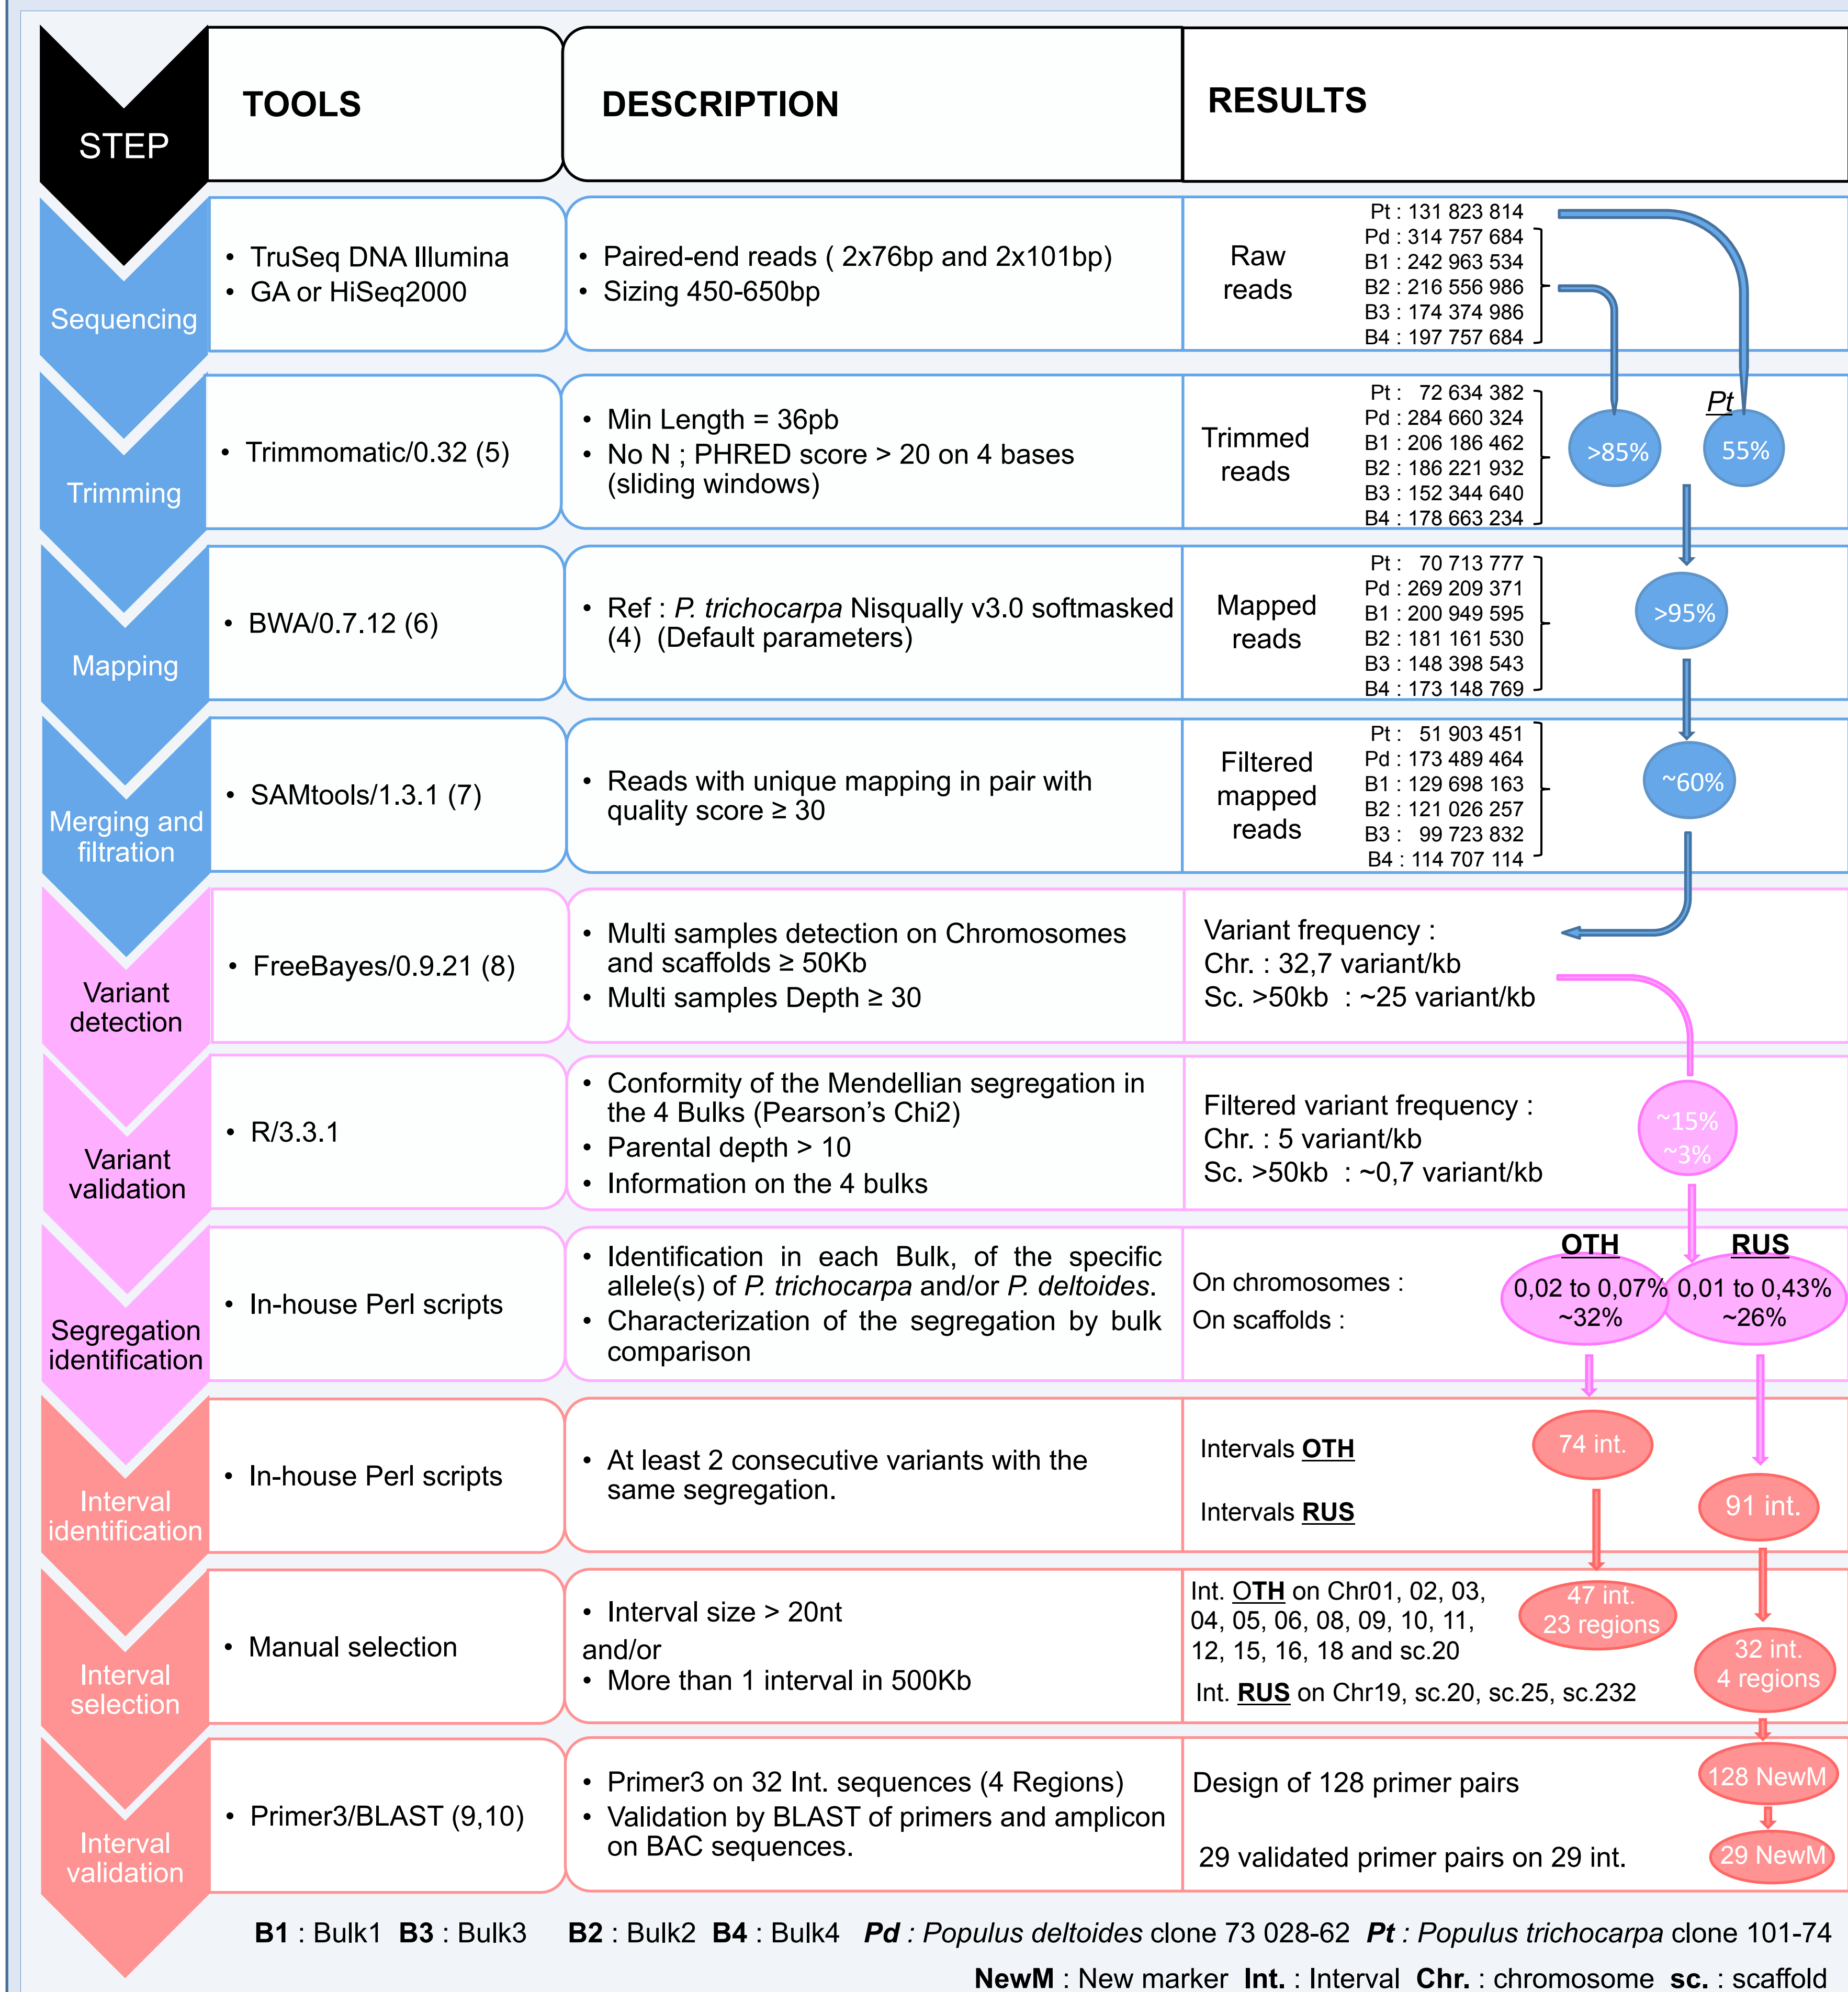 STEP
TOOLS
DESCRIPTION
RESULTS
Sequencing
• TruSeq DNA Illumina
• GA or HiSeq2000
• Paired-end reads ( 2x76bp and 2x101bp)
• Sizing 450-650bp
Raw
reads
Pt : 131 823 814
Pd : 314 757 684
B1 : 242 963 534
B2 : 216 556 986
B3 : 174 374 986
B4 : 197 757 684
Trimming
• Trimmomatic/0.32 (5)
• Min Length = 36pb
• No N ; PHRED score > 20 on 4 bases
(sliding windows)
Trimmed
reads
Pt : 72 634 382
Pd : 284 660 324
B1 : 206 186 462
B2 : 186 221 932
B3 : 152 344 640
B4 : 178 663 234
>85%
Pt
55%
Mapping
• BWA/0.7.12 (6)
• Ref : P. trichocarpa Nisqually v3.0 softmasked
(4) (Default parameters)
Mapped
reads
Pt : 70 713 777
Pd : 269 209 371
B1 : 200 949 595
B2 : 181 161 530
B3 : 148 398 543
B4 : 173 148 769
>95%
Merging and
filtration
• SAMtools/1.3.1 (7)
• Reads with unique mapping in pair with
quality score ≥ 30
Filtered
mapped
reads
Pt : 51 903 451
Pd : 173 489 464
B1 : 129 698 163
B2 : 121 026 257
B3 : 99 723 832
B4 : 114 707 114
~60%
Variant
detection
• FreeBayes/0.9.21 (8)
• Multi samples detection on Chromosomes
and scaffolds ≥ 50Kb
• Multi samples Depth ≥ 30
Variant frequency :
Chr. : 32,7 variant/kb
Sc. >50kb : ~25 variant/kb
Variant
validation
• R/3.3.1
• Conformity of the Mendellian segregation in
the 4 Bulks (Pearson's Chi2)
• Parental depth > 10
• Information on the 4 bulks
Filtered variant frequency :
Chr. : 5 variant/kb
Sc. >50kb : ~0,7 variant/kb
~15%
~3%
Segregation
identification
• In-house Perl scripts
• Identification in each Bulk, of the specific
allele(s) of P. trichocarpa and/or P. deltoides.
• Characterization of the segregation by bulk
comparison
On chromosomes :
On scaffolds :
OTH
0,02 to 0,07%
~32%
RUS
0,01 to 0,43%
~26%
Interval
identification
• In-house Perl scripts
• At least 2 consecutive variants with the
same segregation.
Intervals OTH
Intervals RUS
74 int.
91 int.
Interval
selection
• Manual selection
• Interval size > 20nt
and/or
• More than 1 interval in 500Kb
Int. OTH on Chr01, 02, 03,
04, 05, 06, 08, 09, 10, 11,
12, 15, 16, 18 and sc.20
Int. RUS on Chr19, sc.20, sc.25, sc.232
47 int.
23 regions
32 int.
4 regions
Interval
validation
• Primer3/BLAST (9,10)
• Primer3 on 32 Int. sequences (4 Regions)
• Validation by BLAST of primers and amplicon
on BAC sequences.
Design of 128 primer pairs
29 validated primer pairs on 29 int.
128 NewM
29 NewM
B1 : Bulk1 B3 : Bulk3 B2 : Bulk2 B4 : Bulk4 Pd : Populus deltoides clone 73 028-62 Pt : Populus trichocarpa clone 101-74
NewM : New marker Int. : Interval Chr. : chromosome sc. : scaffold